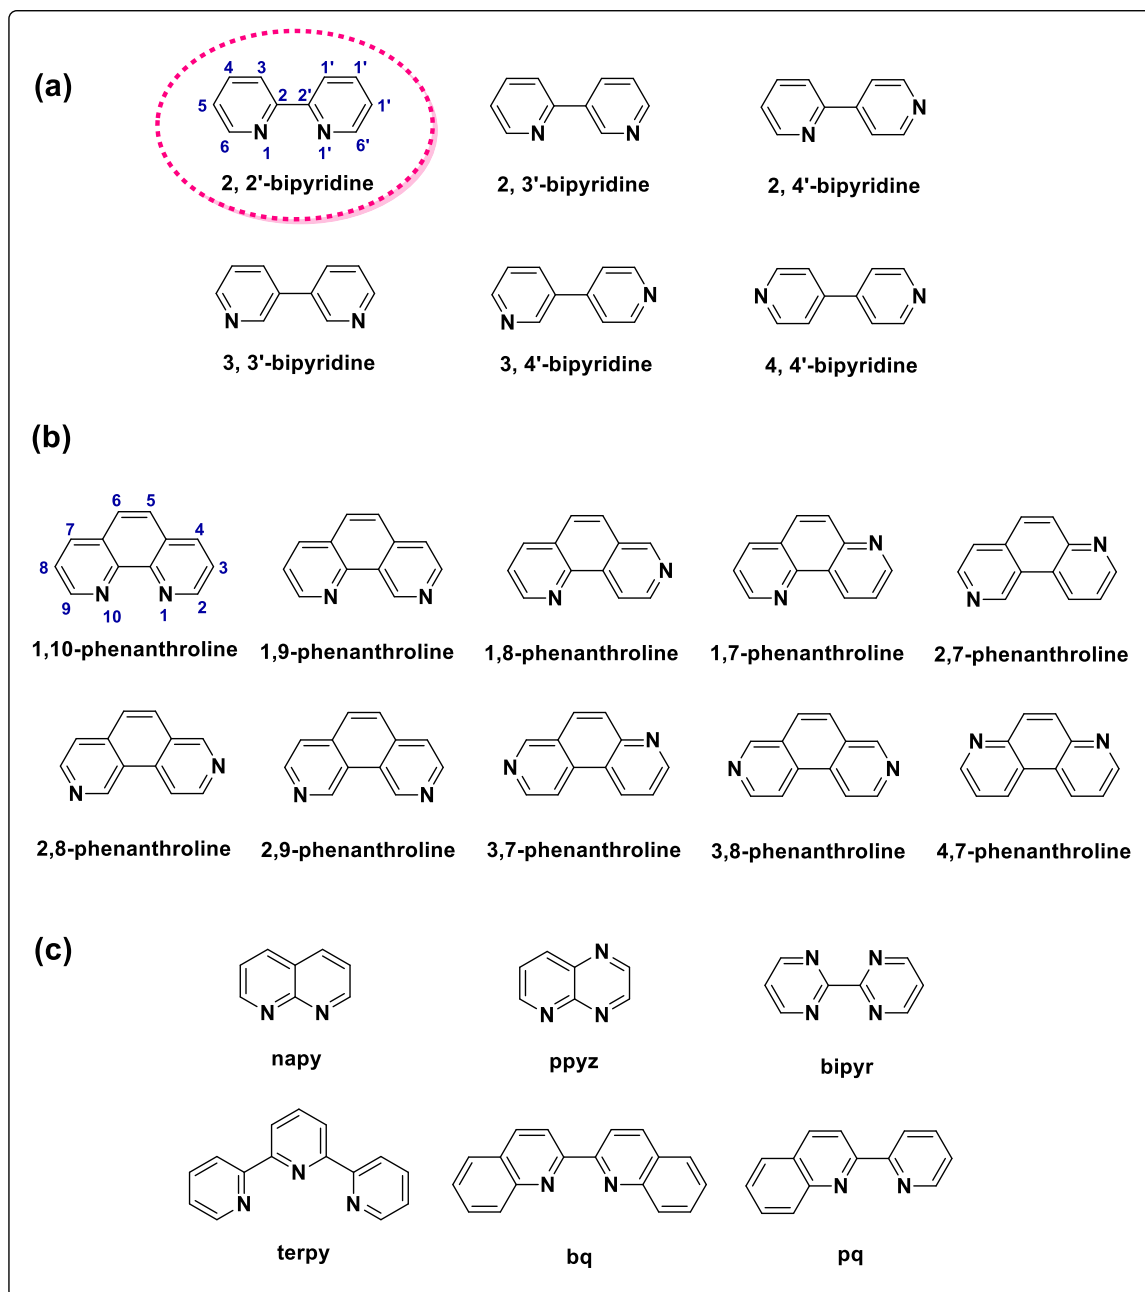 (a)
4 3 1' 1'
5 2 2' 1'
N N
6 1 1' 6'
2, 2'-bipyridine
N N
2, 3'-bipyridine
N
N
2, 4'-bipyridine
N N
3, 3'-bipyridine
N
N
3, 4'-bipyridine
N N
4, 4'-bipyridine
(b)
6 5
7 4
8 3
N N
9 10 1 2
1,10-phenanthroline
N N
1,9-phenanthroline
N
N
1,8-phenanthroline
N
N
1,7-phenanthroline
N
N
2,7-phenanthroline
N
N
2,8-phenanthroline
N N
2,9-phenanthroline
N
N
3,7-phenanthroline
N N
3,8-phenanthroline
N N
4,7-phenanthroline
(c)
N N
napy
N
N N
ppyz
N N
N N
bipyr
N
N N
terpy
N N
bq
N N
pq